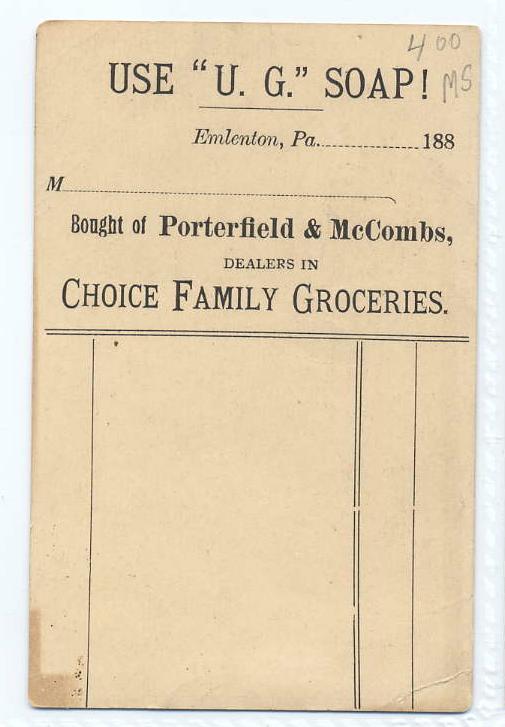 400
MS
USE “U. G.” SOAP!
Emlenton, Pa..................188
M..................
Bought of Porterfield & McCombs,
DEALERS IN
CHOICE FAMILY GROCERIES.